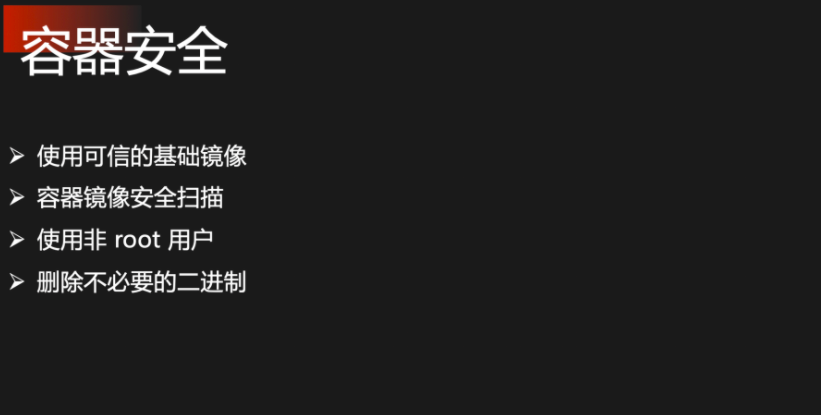 容器安全
➢ 使用可信的基础镜像
➢ 容器镜像安全扫描
➢ 使用非 root 用户
➢ 删除不必要的二进制